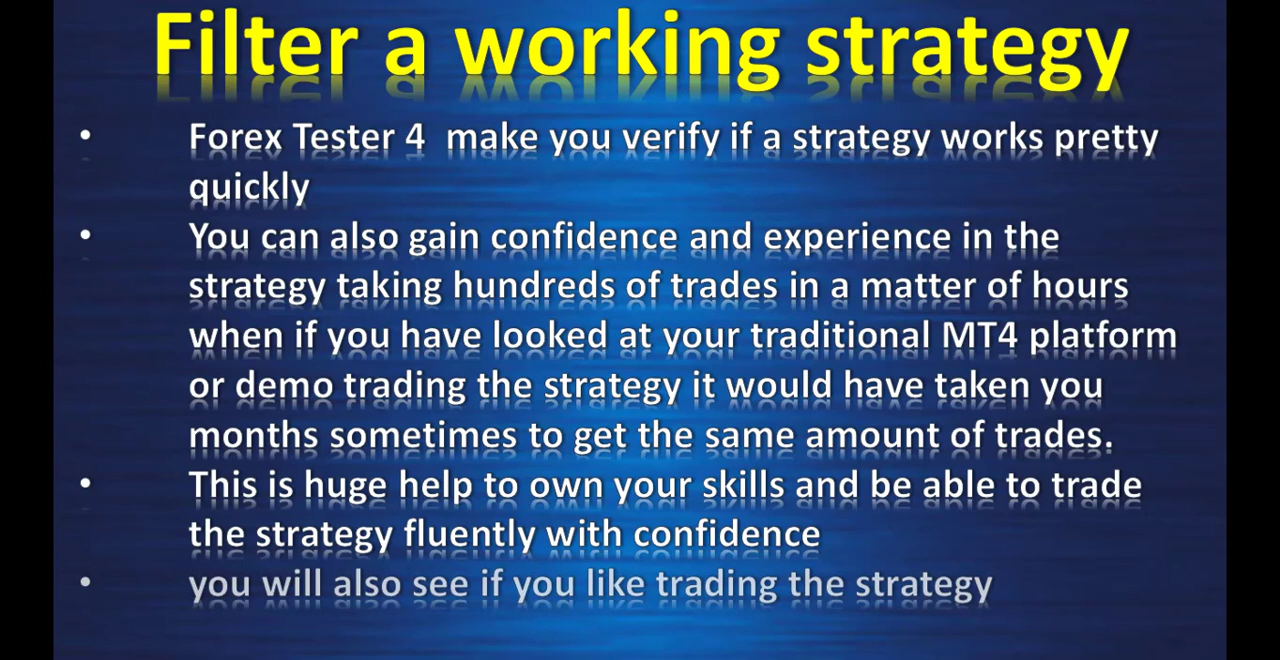 Filter a working strategy
• Forex Tester 4  make you verify if a strategy works pretty
quickly
• You can also gain confidence and experience in the
strategy taking hundreds of trades in a matter of hours
when if you have looked at your traditional MT4 platform
or demo trading the strategy it would have taken you
months sometimes to get the same amount of trades.
• This is huge help to own your skills and be able to trade
the strategy fluently with confidence
• you will also see if you like trading the strategy